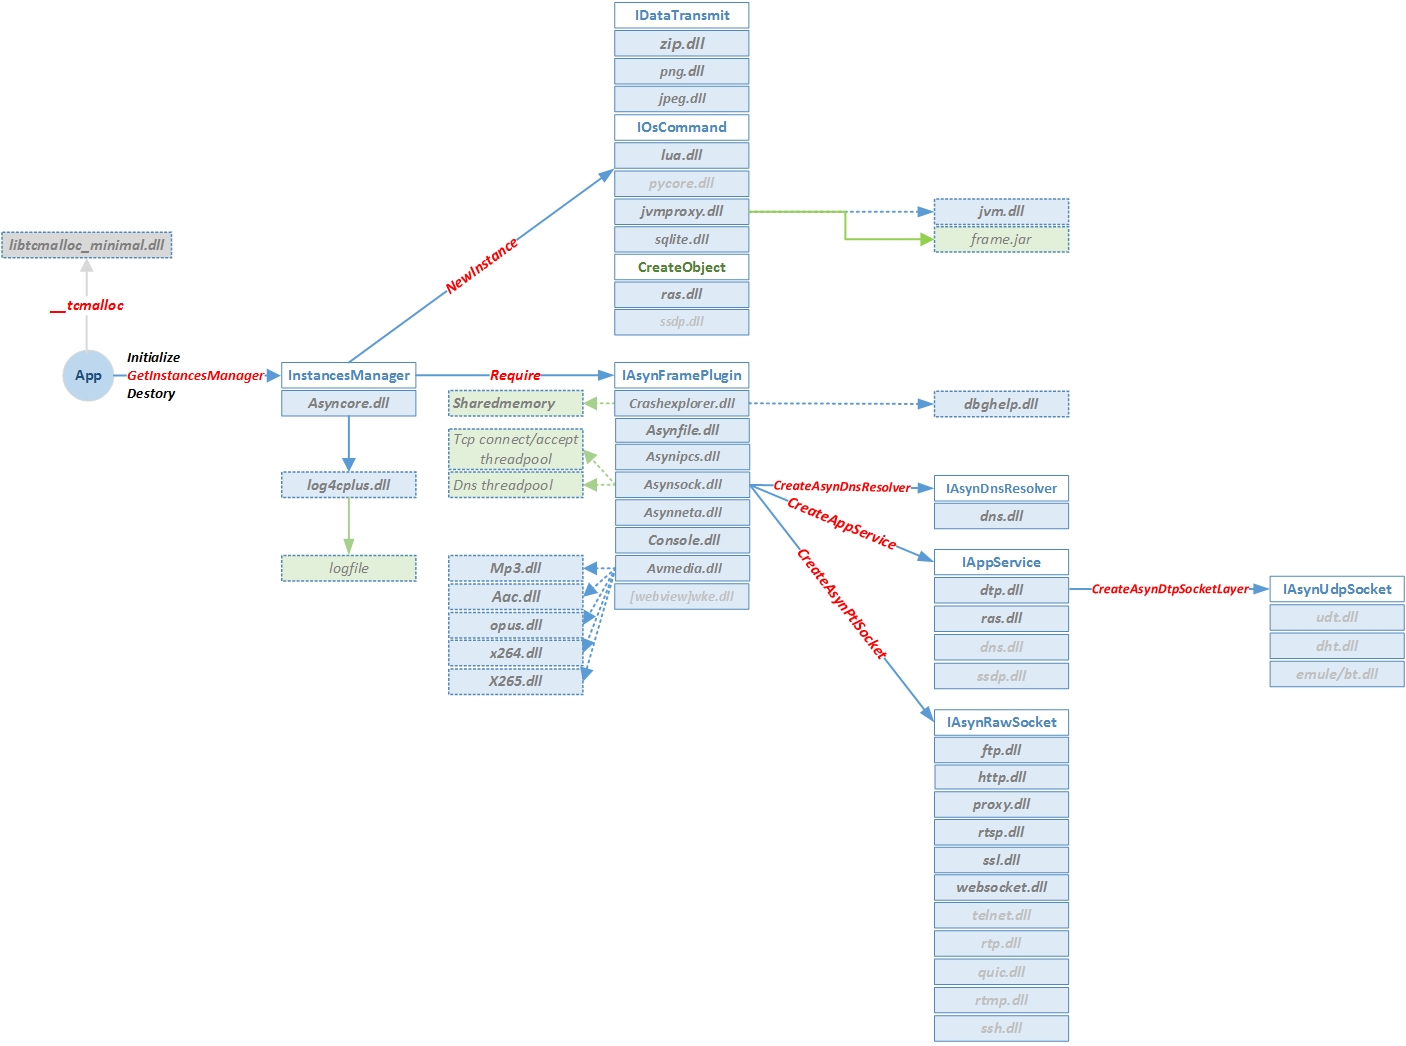 IDataTransmit
zip.dll
png.dll
jpeg.dll
IOsCommand
lua.dll
pycore.dll
jvmproxy.dll
sqlite.dll
CreateObject
ras.dll
ssdp.dll
jvm.dll
frame.jar
libtcmalloc_minimal.dll
__tcmalloc
App
Initialize
GetInstancesManager
Destory
InstancesManager
Asyncore.dll
log4cplus.dll
logfile
NewInstance
Require
IAsynFramePlugin
Crashexplorer.dll
Asynfile.dll
Asynipcs.dll
Asynsock.dll
Asynneta.dll
Console.dll
Avmedia.dll
[webview]wke.dll
Sharedmemory
Tcp connect/accept
threadpool
Dns threadpool
Mp3.dll
Aac.dll
opus.dll
x264.dll
X265.dll
dbghelp.dll
CreateAsynDnsResolver
CreateAppService
CreateAsynPtlSocket
IAsynDnsResolver
dns.dll
IAppService
dtp.dll
ras.dll
dns.dll
ssdp.dll
CreateAsynDtpSocketLayer
IAsynUdpSocket
udt.dll
dht.dll
emule/bt.dll
IAsynRawSocket
ftp.dll
http.dll
proxy.dll
rtsp.dll
ssl.dll
websocket.dll
telnet.dll
rtp.dll
quic.dll
rtmp.dll
ssh.dll